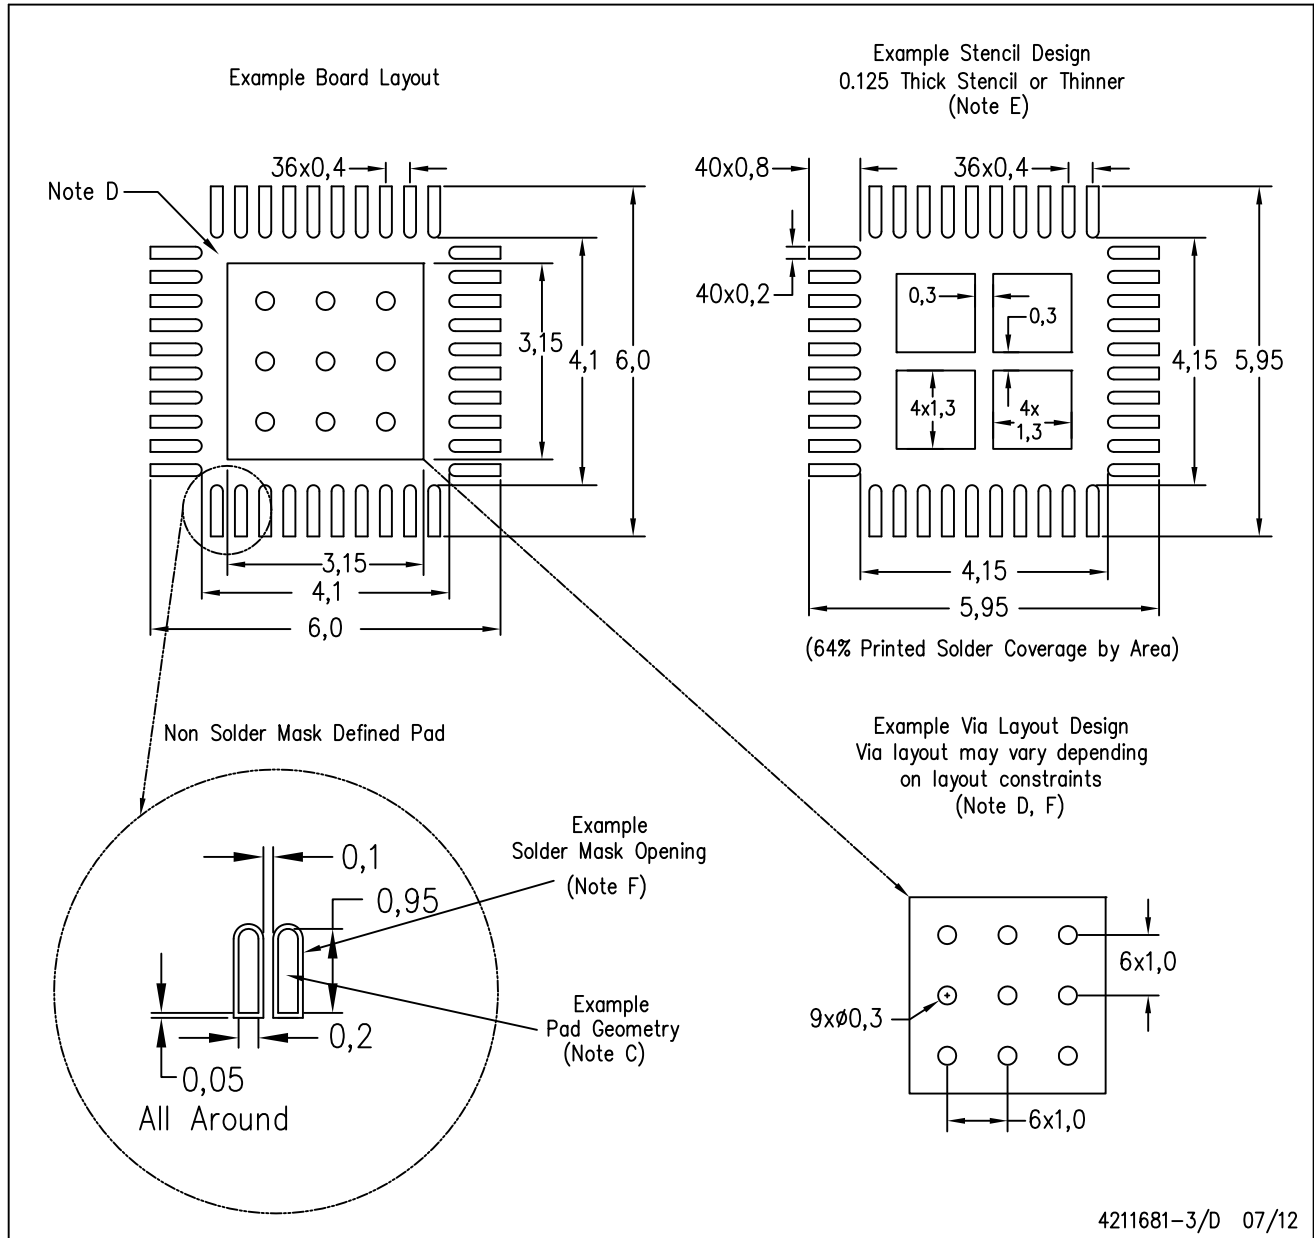 Example Board Layout
36x0,4
Note D
3,15
4,1
6,0
3,15
4,1
6,0
Example Stencil Design
0.125 Thick Stencil or Thinner
(Note E)
40x0,8
36x0,4
40x0,2
0,3
0,3
4x1,3
4x
1,3
4,15
5,95
4,15
5,95
(64% Printed Solder Coverage by Area)
Non Solder Mask Defined Pad
0,1
0,95
0,2
0,05
All Around
Example
Solder Mask Opening
(Note F)
Example
Pad Geometry
(Note C)
Example Via Layout Design
Via layout may vary depending
on layout constraints
(Note D, F)
6x1,0
9xø0,3
6x1,0
4211681-3/D 07/12